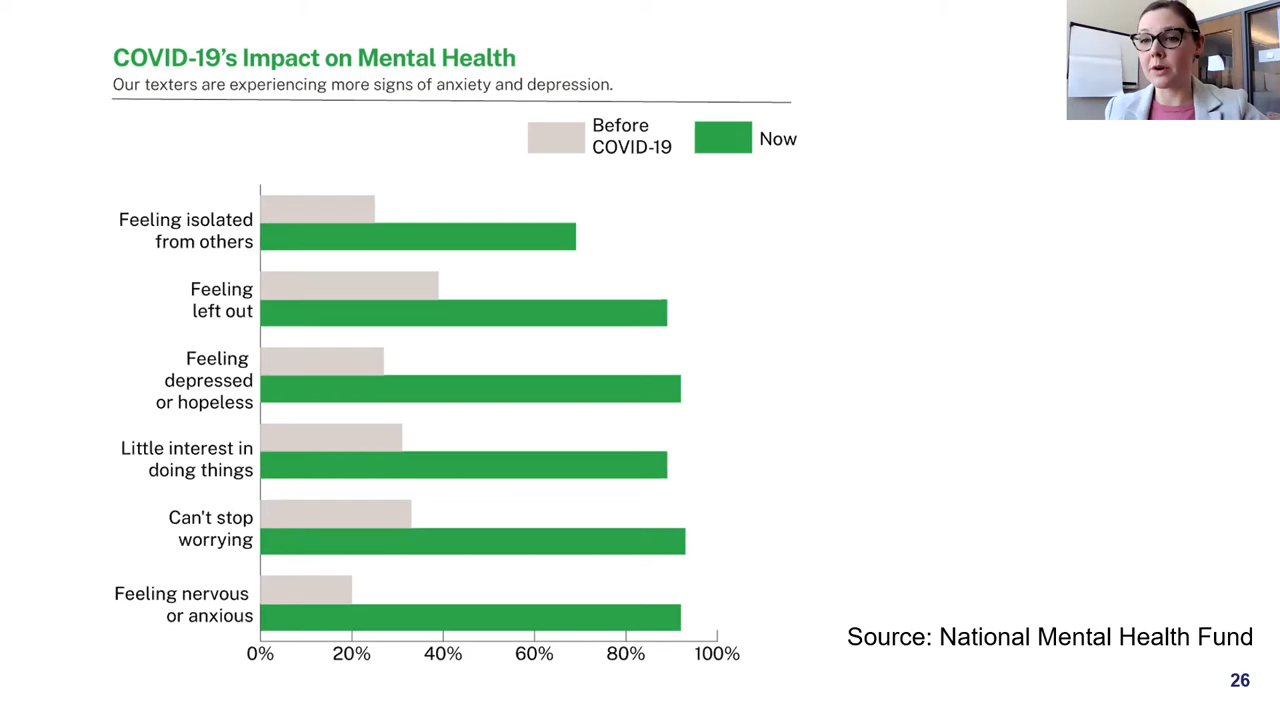 COVID-19's Impact on Mental Health
Our texters are experiencing more signs of anxiety and depression.
Before
COVID-19
Now
Feeling isolated
from others
Feeling
left out
Feeling
depressed
or hopeless
Little interest in
doing things
Can't stop
worrying
Feeling nervous
or anxious
0% 20% 40% 60% 80% 100%
Source: National Mental Health Fund
26